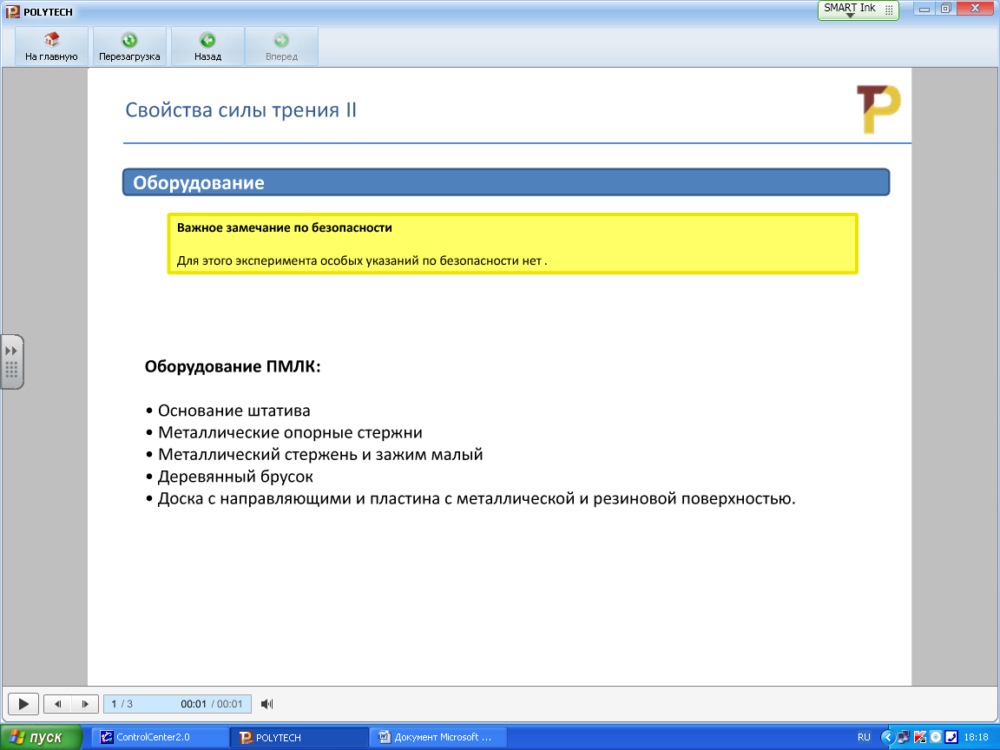 POLYTECH
SMART Ink
На главную
Перезагрузка
Назад
Вперед
Свойства силы трения II
TP
Оборудование
Важное замечание по безопасности
Для этого эксперимента особых указаний по безопасности нет .
Оборудование ПМЛК:
• Основание штатива
• Металлические опорные стержни
• Металлический стержень и зажим малый
• Деревянный брусок
• Доска с направляющими и пластина с металлической и резиновой поверхностью.
1 / 3 00:01 / 00:01
пуск
ControlCenter2.0
POLYTECH
Документ Microsoft ...
RU
18:18